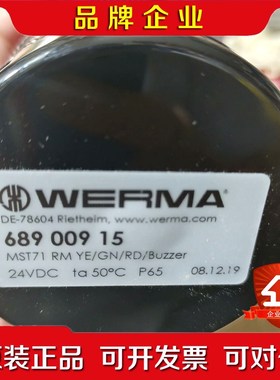 品牌企业
WERMA
DE-78604 Rietheim, www.werma.com
689 009 15
MST71 RM YE/GN/RD/Buzzer
24VDC ta 50°C P65 08.12.19
企业
原装正品 可开发票 可对